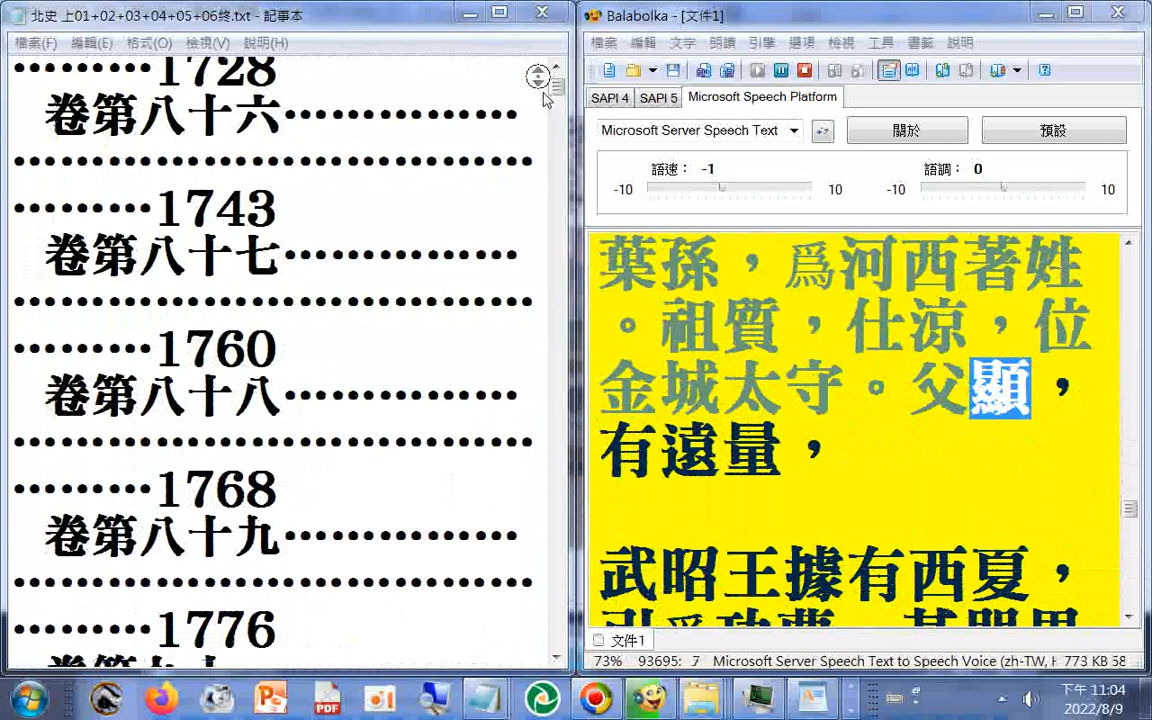 北史 上01+02+03+04+05+06终.txt - 記事本
檔案(F) 編輯(E) 格式(O) 檢視(V) 說明(H)
………1728
卷第八十六……………
………………………………
………1743
卷第八十七……………
………………………………
………1760
卷第八十八……………
………………………………
………1768
卷第八十九……………
………………………………
………1776
Balabolka - [文件1]
檔案 編輯 文字 朗讀 引擎 選項 檢視 工具 書籤 說明
SAPI 4 SAPI 5 Microsoft Speech Platform
Microsoft Server Speech Text 關於 預設
語速: -1 語調: 0
-10 10 -10 10
葉孫，爲河西著姓
。祖質，仕涼，位
金城太守。父顯，
有遠量，
武昭王據有西夏，
文件1
73% 93695: 7 Microsoft Server Speech Text to Speech Voice (zh-TW, H 773 KB 58
PDF
下午 11:04
2022/8/9